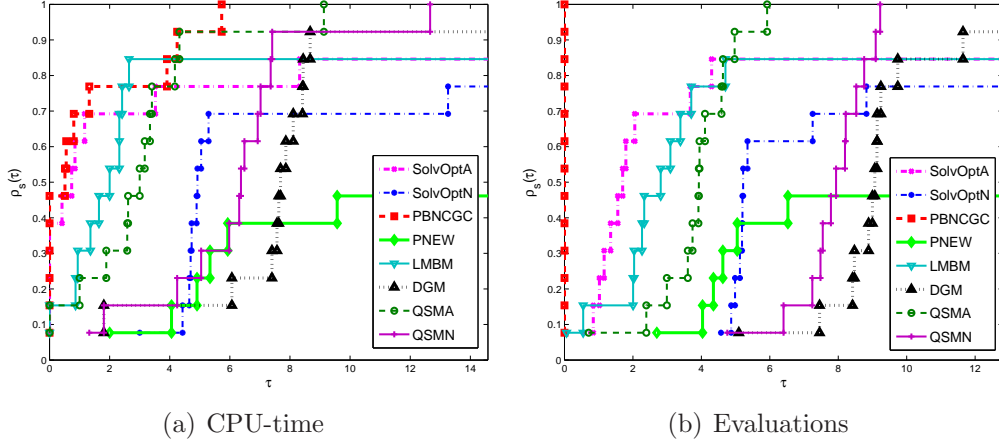 1
0.9
0.8
0.7
0.6
0.5
0.4
0.3
0.2
0.1
0
ρs(τ)
0 2 4 6 8 10 12 14
τ
SolvOptA
SolvOptN
PBNCGC
PNEW
LMBM
DGM
QSMA
QSMN
(a) CPU-time
1
0.9
0.8
0.7
0.6
0.5
0.4
0.3
0.2
0.1
0
ρs(τ)
0 2 4 6 8 10 12
τ
SolvOptA
SolvOptN
PBNCGC
PNEW
LMBM
DGM
QSMA
QSMN
(b) Evaluations